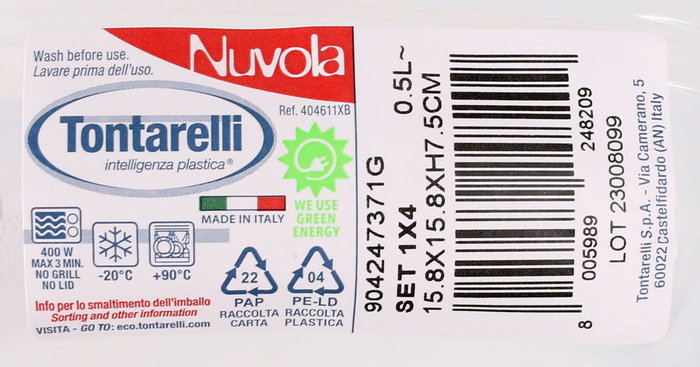 Wash before use.
Lavare prima dell'uso.
Nuvola
Ref. 404611XB
Tontarelli
intelligenza plastica®
WE USE
GREEN
ENERGY
MADE IN ITALY
400 W
MAX 3 MIN.
NO GRILL
NO LID
-20°C
+90°C
22
PAP
RACCOLTA
CARTA
04
PE-LD
RACCOLTA
PLASTICA
Info per lo smaltimento dell'imballo
Sorting and other information
VISITA - GO TO: eco.tontarelli.com
904247371G
SET 1X4 0.5L~
15.8X15.8XH7.5CM
8 005989 248209
LOT 23008099
Tontarelli S.p.A. - Via Camerano, 5
60022 Castelfidardo (AN) Italy